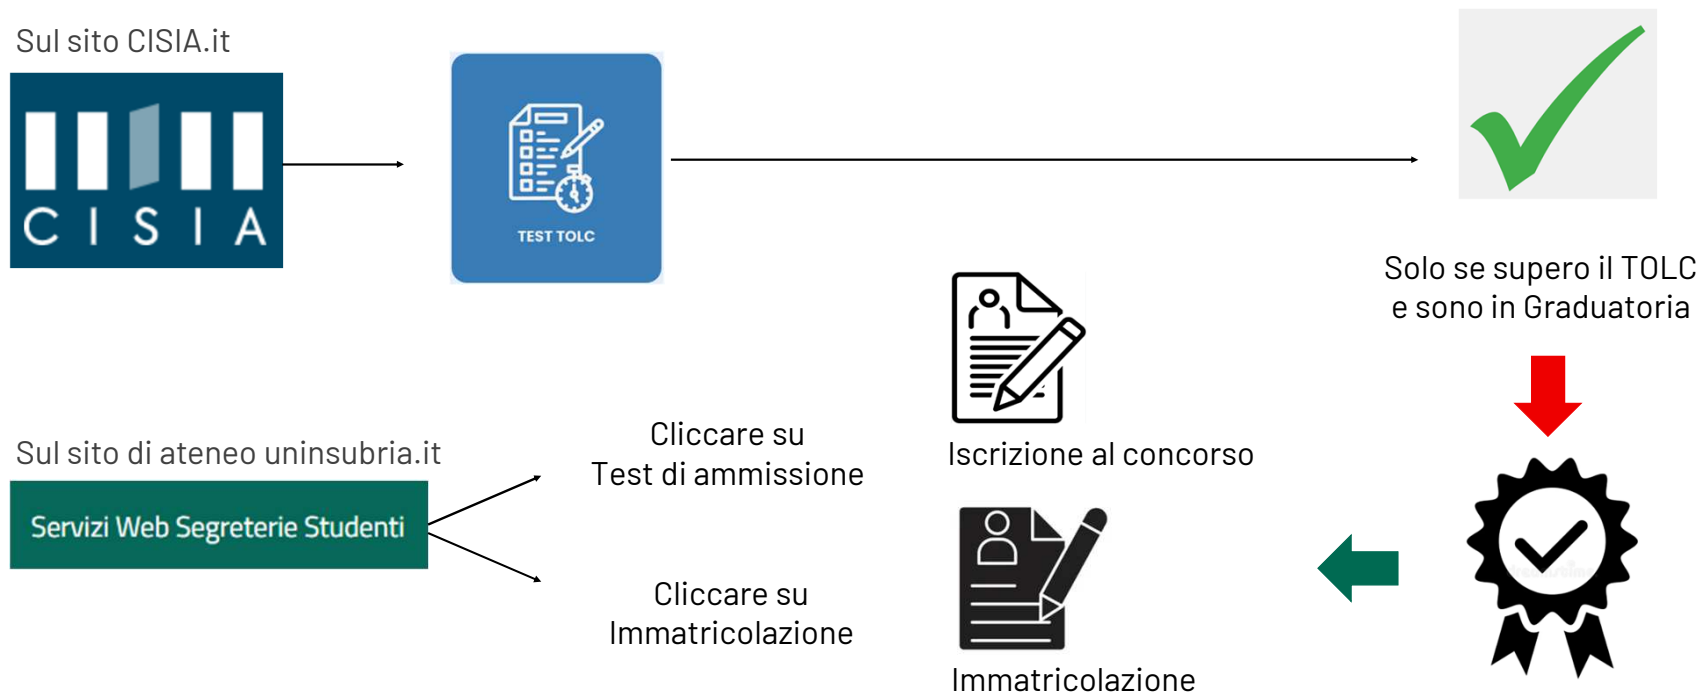 Sul sito CISIA.it
CISIA
TEST TOLC
Solo se supero il TOLC
e sono in Graduatoria
Sul sito di ateneo uninsubria.it
Servizi Web Segreterie Studenti
Cliccare su
Test di ammissione
Iscrizione al concorso
Cliccare su
Immatricolazione
Immatricolazione